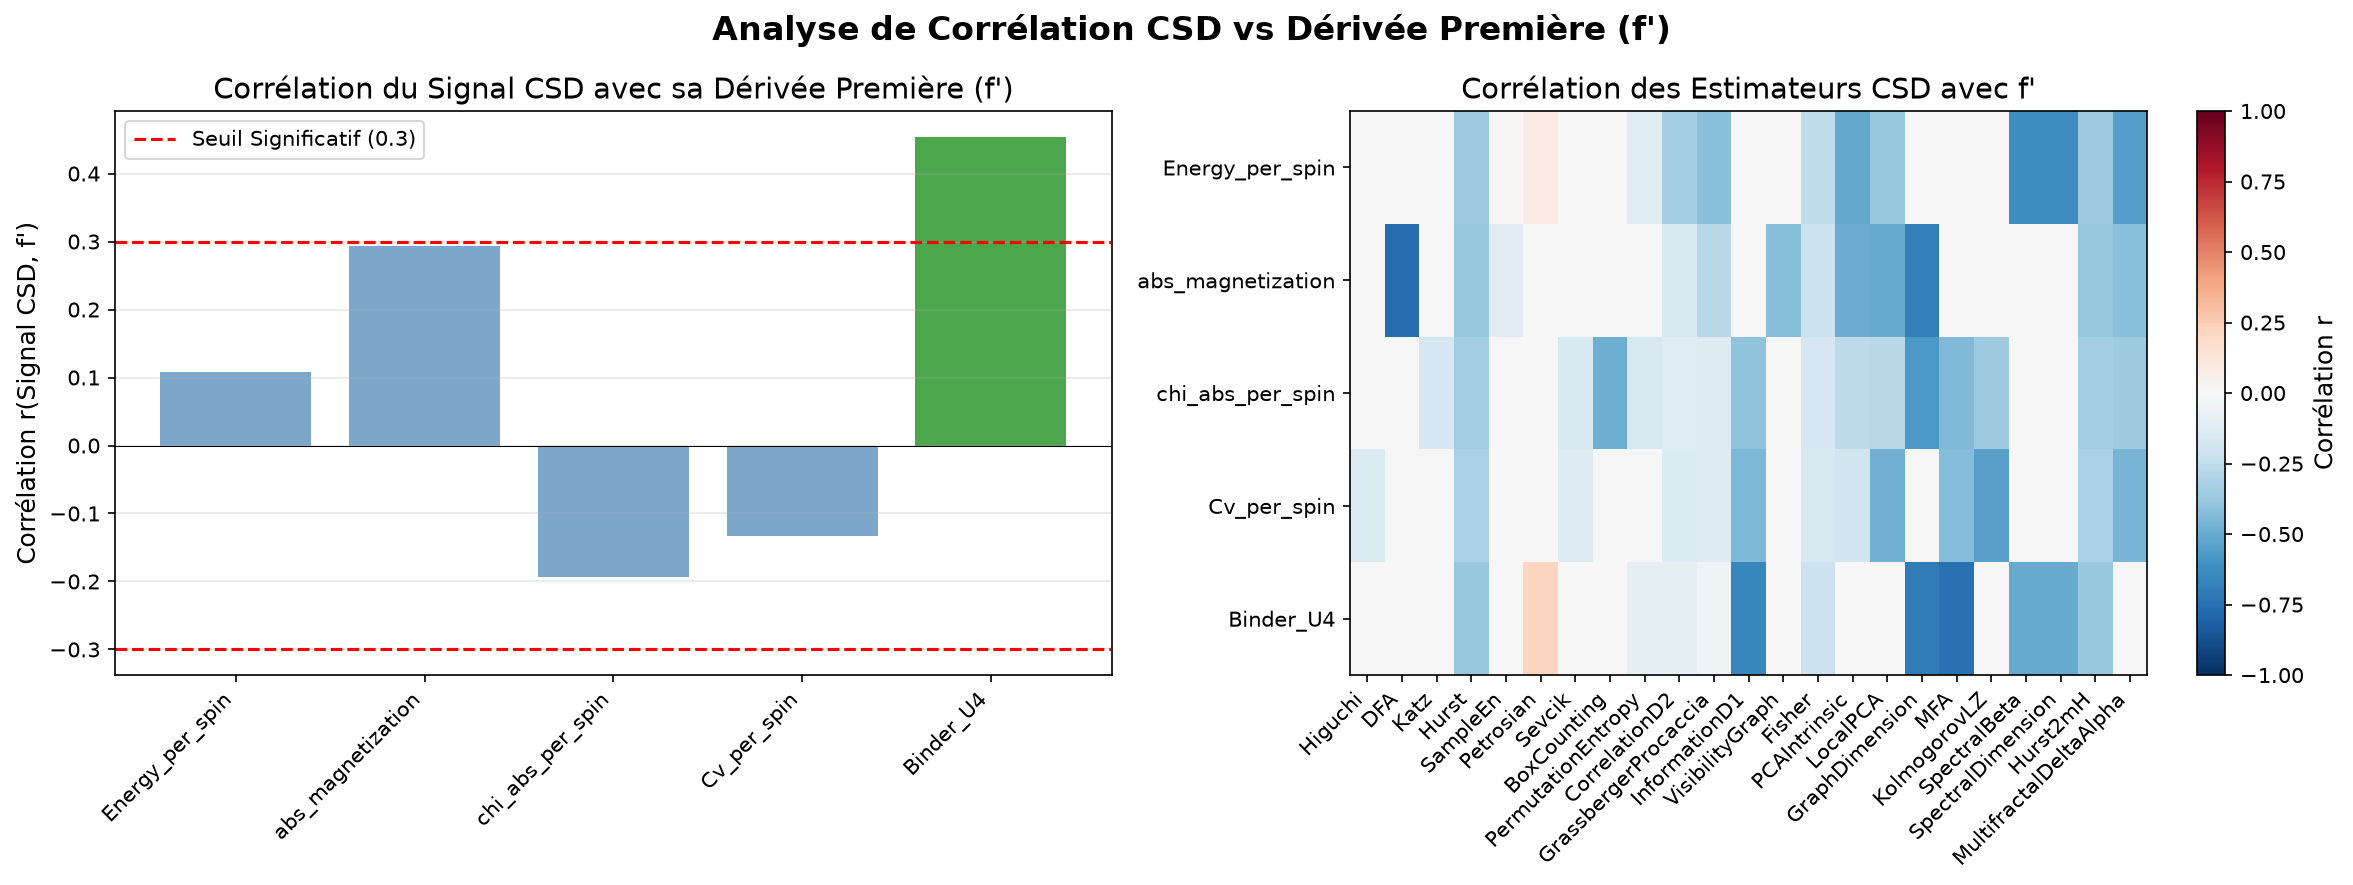 Analyse de Corrélation CSD vs Dérivée Première (f')
Corrélation du Signal CSD avec sa Dérivée Première (f')
Seuil Significatif (0.3)
Corrélation r(Signal CSD, f')
0.4
0.3
0.2
0.1
0.0
−0.1
−0.2
−0.3
Energy_per_spin
abs_magnetization
chi_abs_per_spin
Cv_per_spin
Binder_U4
Corrélation des Estimateurs CSD avec f'
Energy_per_spin
abs_magnetization
chi_abs_per_spin
Cv_per_spin
Binder_U4
Higuchi
DFA
Katz
Hurst
SampleEn
Petrosian
Sevcik
BoxCounting
PermutationEntropy
CorrelationD2
GrassbergerProcaccia
InformationD1
VisibilityGraph
Fisher
PCAIntrinsic
LocalPCA
GraphDimension
MFA
KolmogorovLZ
SpectralBeta
SpectralDimension
Hurst2mH
MultifractalDeltaAlpha
1.00
0.75
0.50
0.25
0.00
−0.25
−0.50
−0.75
−1.00
Corrélation r